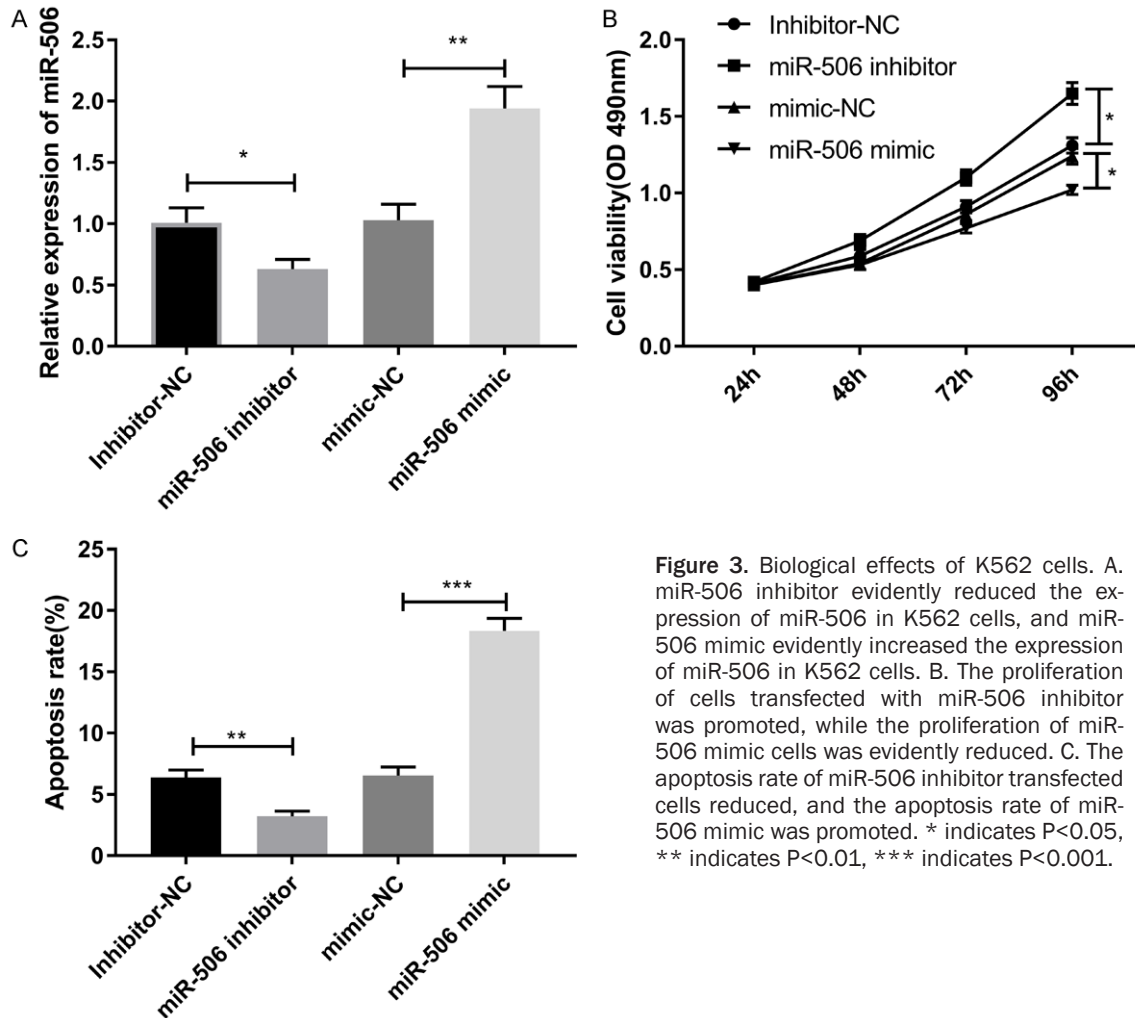 A
Relative expression of miR-506
2.5
2.0
1.5
1.0
0.5
0.0
*
**
Inhibitor-NC
miR-506 inhibitor
mimic-NC
miR-506 mimic
B
Inhibitor-NC
miR-506 inhibitor
mimic-NC
miR-506 mimic
Cell viability(OD 490nm)
2.0
1.5
1.0
0.5
0.0
*
*
24h
48h
72h
96h
C
Apoptosis rate(%)
25
20
15
10
5
0
**
***
Inhibitor-NC
miR-506 inhibitor
mimic-NC
miR-506 mimic
Figure 3. Biological effects of K562 cells. A.
miR-506 inhibitor evidently reduced the ex-
pression of miR-506 in K562 cells, and miR-
506 mimic evidently increased the expression
of miR-506 in K562 cells. B. The proliferation
of cells transfected with miR-506 inhibitor
was promoted, while the proliferation of miR-
506 mimic cells was evidently reduced. C. The
apoptosis rate of miR-506 inhibitor transfected
cells reduced, and the apoptosis rate of miR-
506 mimic was promoted. * indicates P<0.05,
** indicates P<0.01, *** indicates P<0.001.